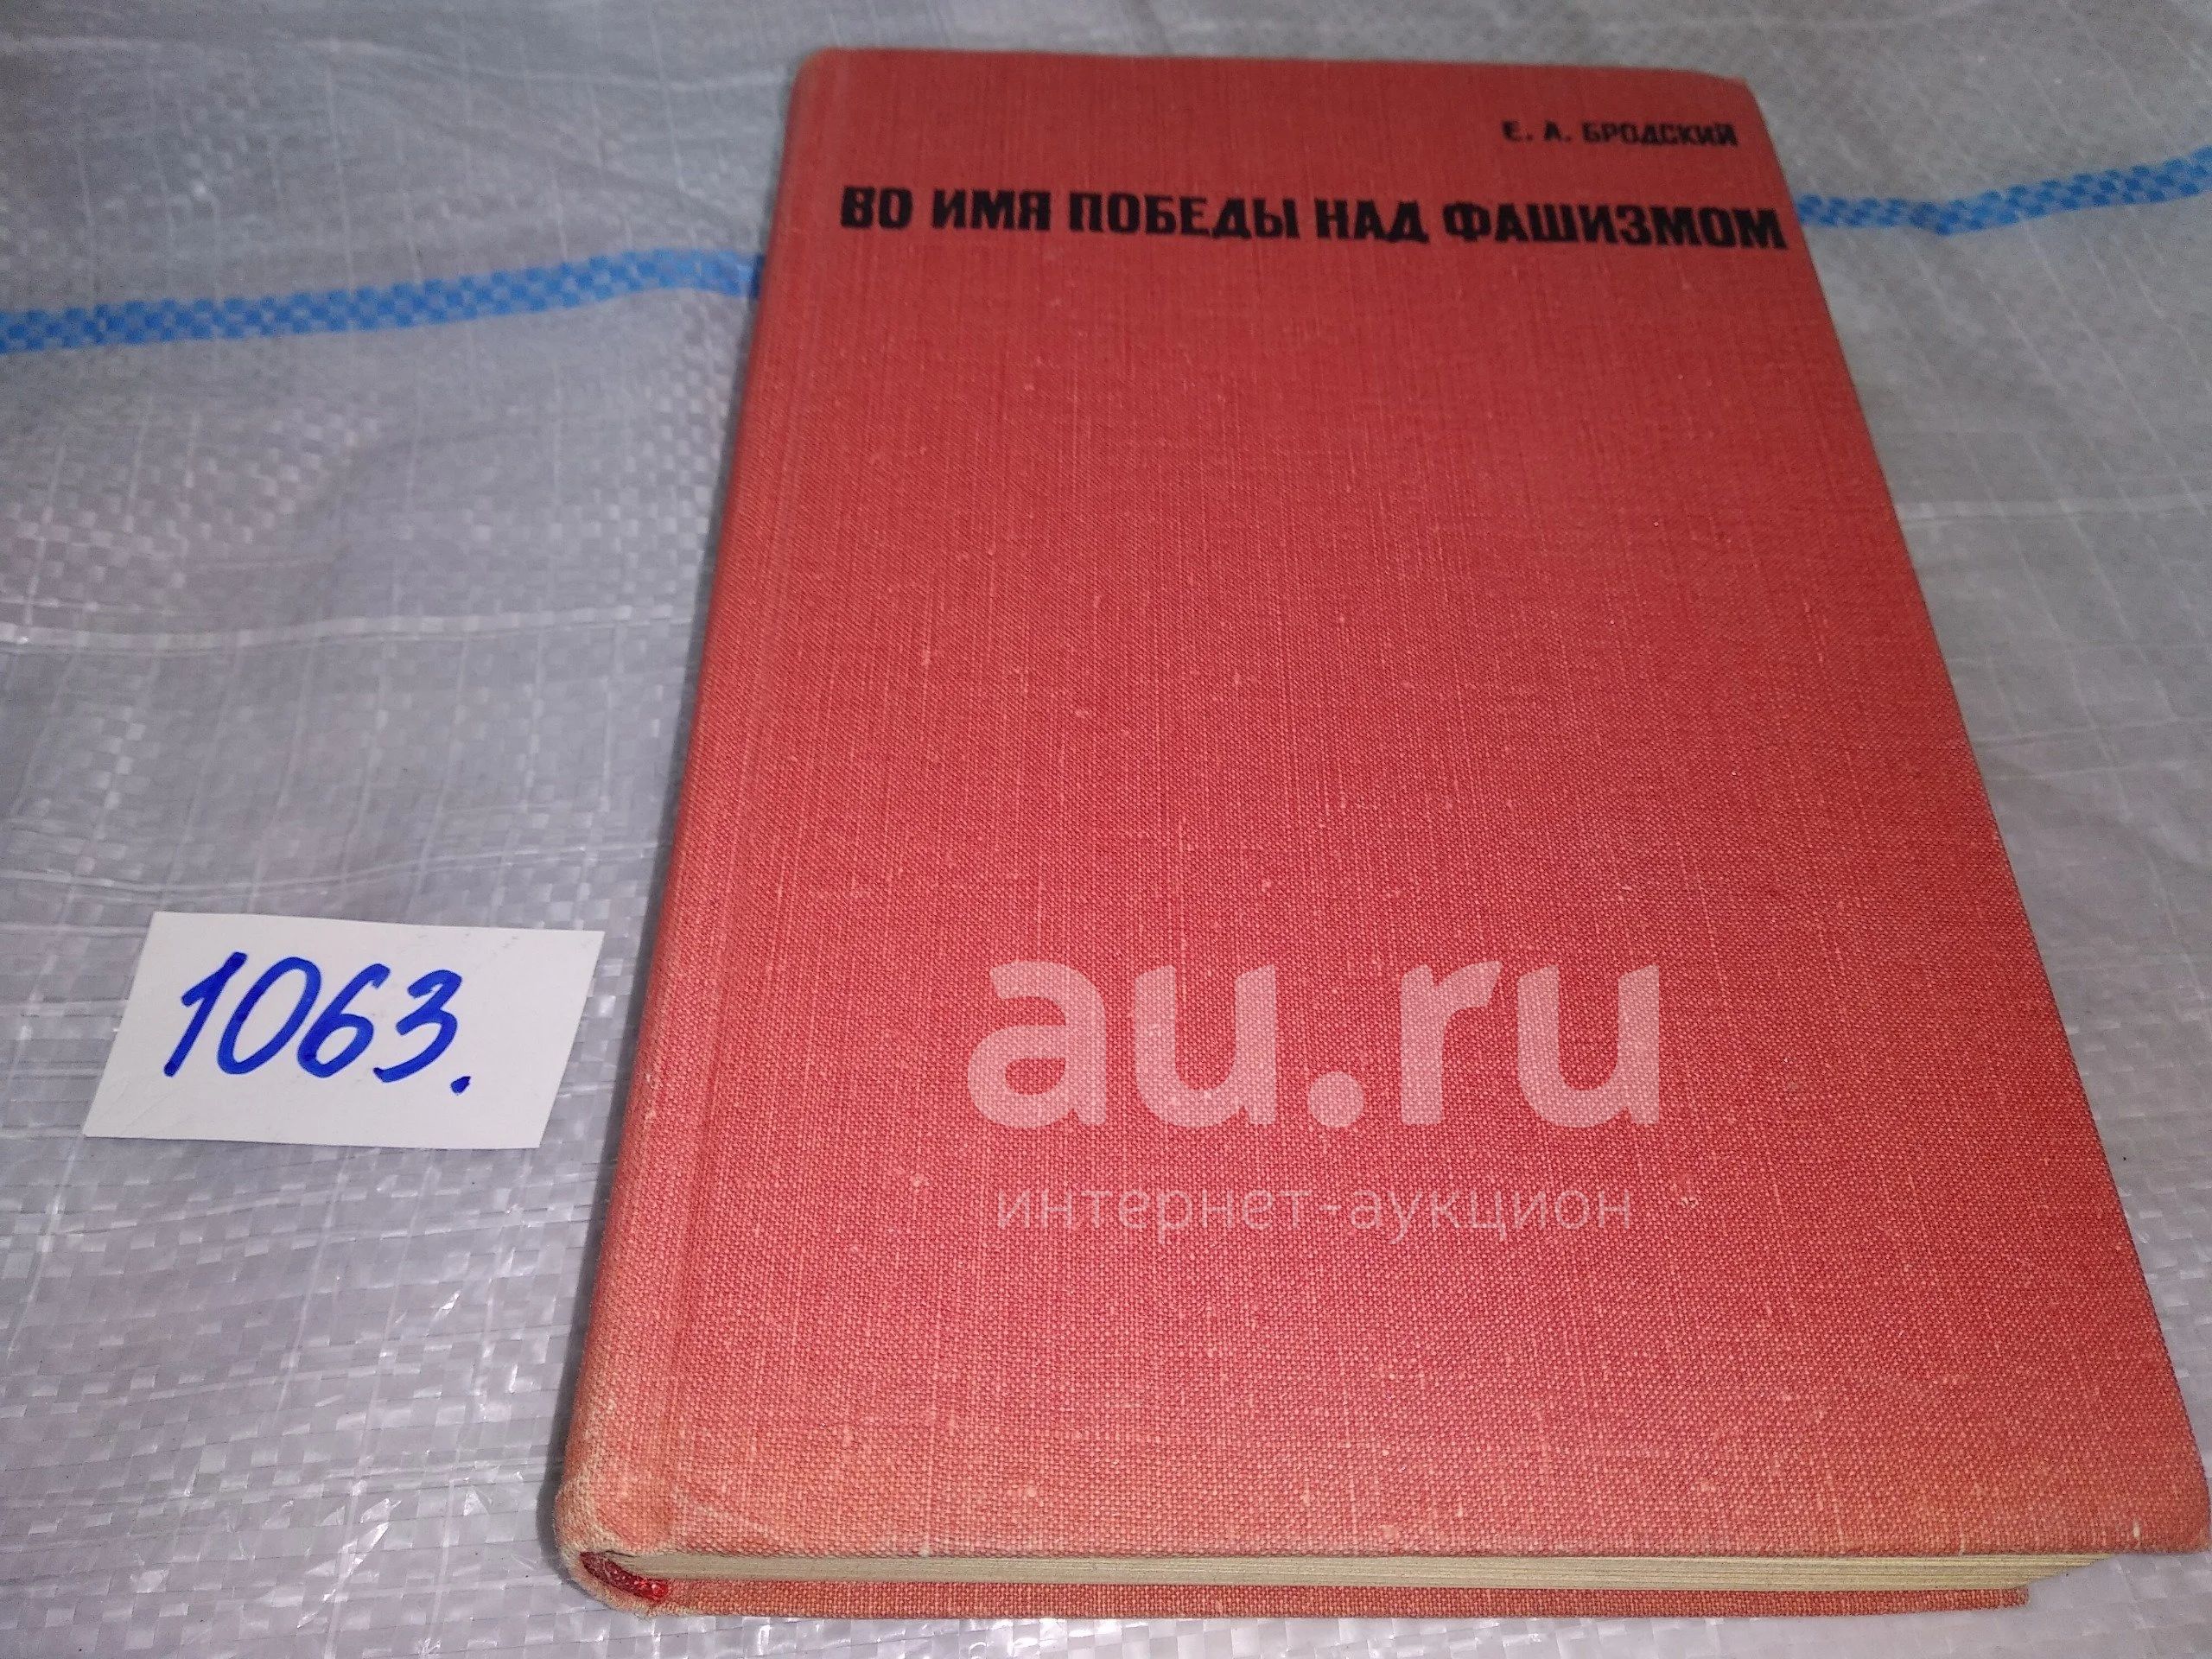 Е. А. БРОДСКИЙ
ВО ИМЯ ПОБЕДЫ НАД ФАШИЗМОМ
1063.
au.ru
интернет-аукцион